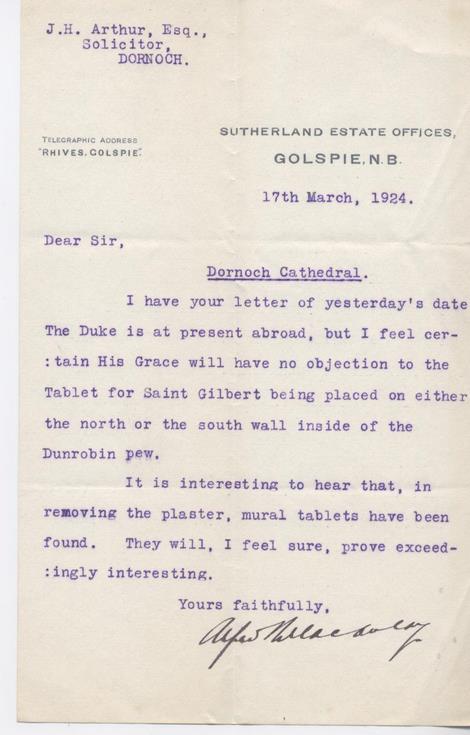 J.H. Arthur, Esq.,
Solicitor,
DORNOCH.
TELEGRAPHIC ADDRESS
"RHIVES, GOLSPIE."
SUTHERLAND ESTATE OFFICES,
GOLSPIE, N.B.
17th March, 1924.
Dear Sir,
Dornoch Cathedral.
I have your letter of yesterday's date
The Duke is at present abroad, but I feel cer-
:tain His Grace will have no objection to the
Tablet for Saint Gilbert being placed on either
the north or the south wall inside of the
Dunrobin pew.
It is interesting to hear that, in
removing the plaster, mural tablets have been
found. They will, I feel sure, prove exceed-
:ingly interesting.
Yours faithfully,